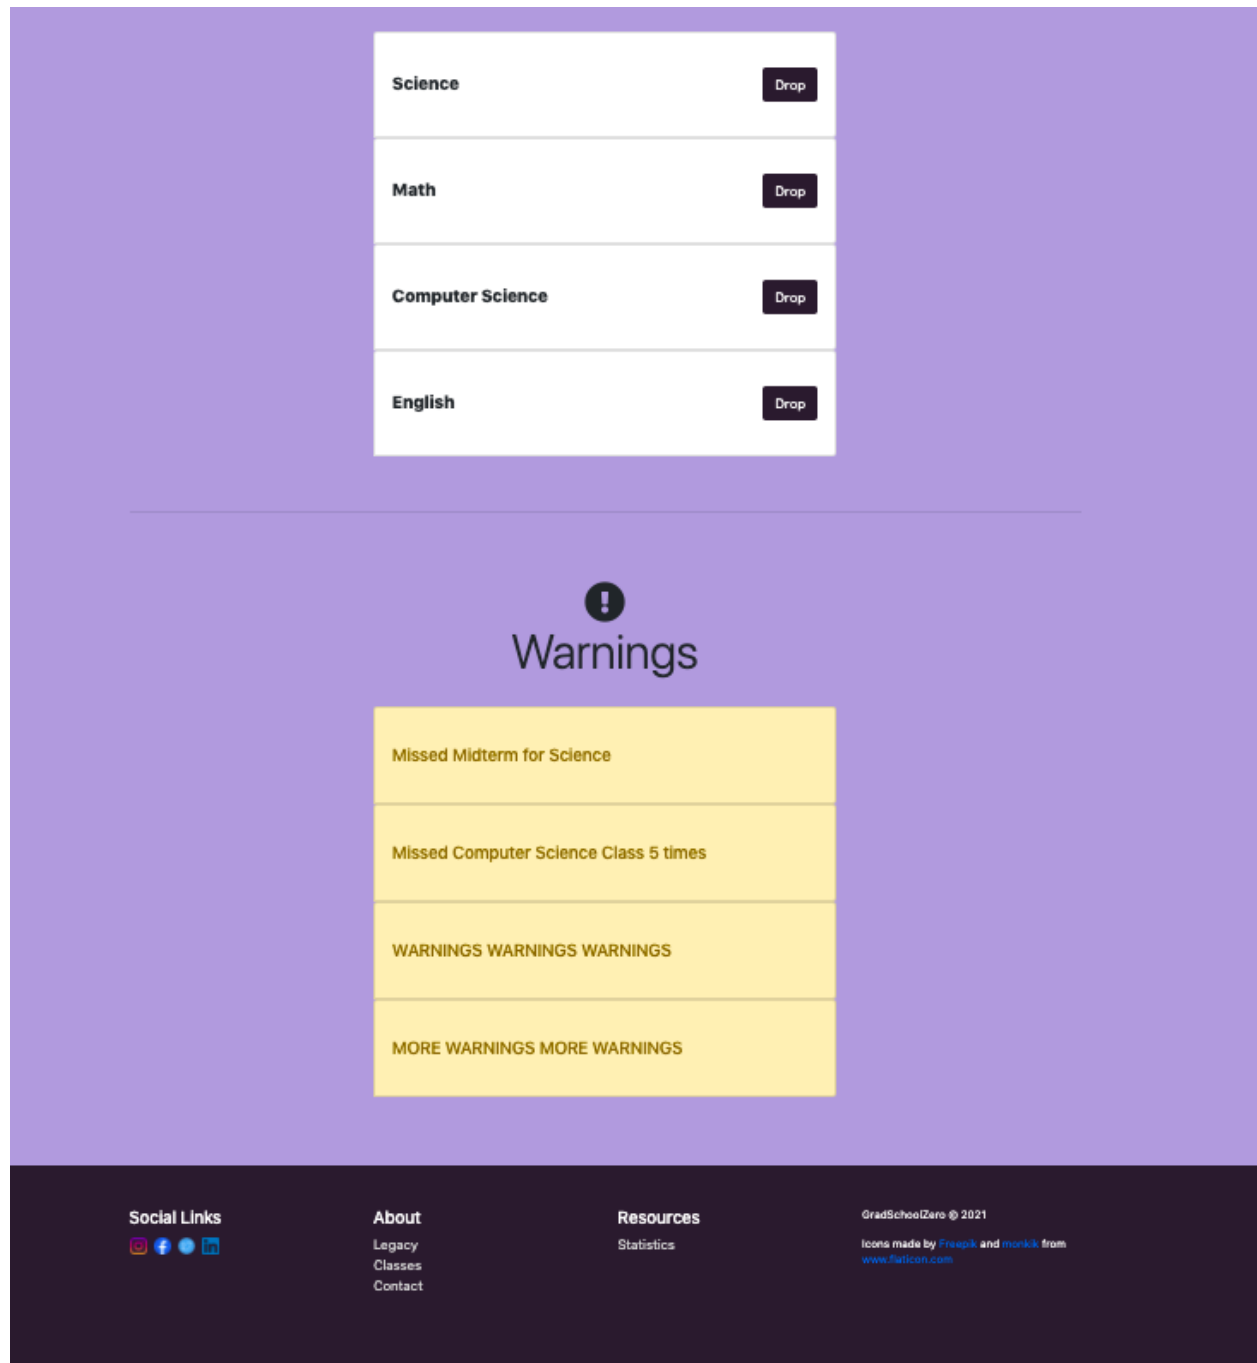 Science
Drop
Math
Drop
Computer Science
Drop
English
Drop
Warnings
Missed Midterm for Science
Missed Computer Science Class 5 times
WARNINGS WARNINGS WARNINGS
MORE WARNINGS MORE WARNINGS
Social Links
About
Legacy
Classes
Contact
Resources
Statistics
GradSchoolZero © 2021
Icons made by Freepik and monkik from
www.flaticon.com